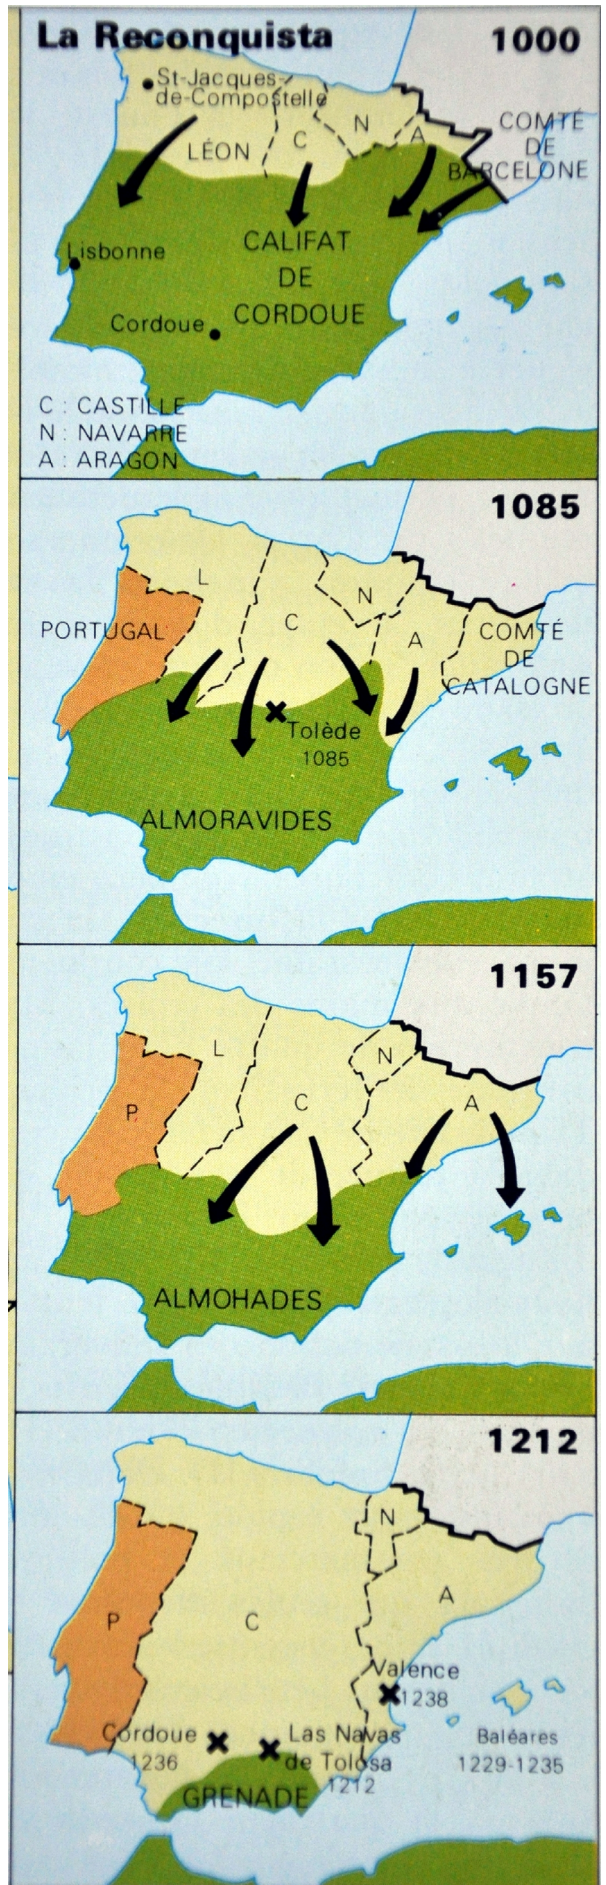 La Reconquista 1000
St-Jacques-
de-Compostelle
LÉON
C
N
A
COMTÉ
DE
BARCELONE
Lisbonne
CALIFAT
DE
CORDOUE
Cordoue
C : CASTILLE
N : NAVARRE
A : ARAGON
1085
L
N
C
A
PORTUGAL
COMTÉ
DE
CATALOGNE
Tolède
1085
ALMORAVIDES
1157
L
N
P
C
A
ALMOHADES
1212
N
A
P
C
Valence
1238
Cordoue
1236
Las Navas
de Tolosa
1212
Baléares
1229-1235
GRENADE